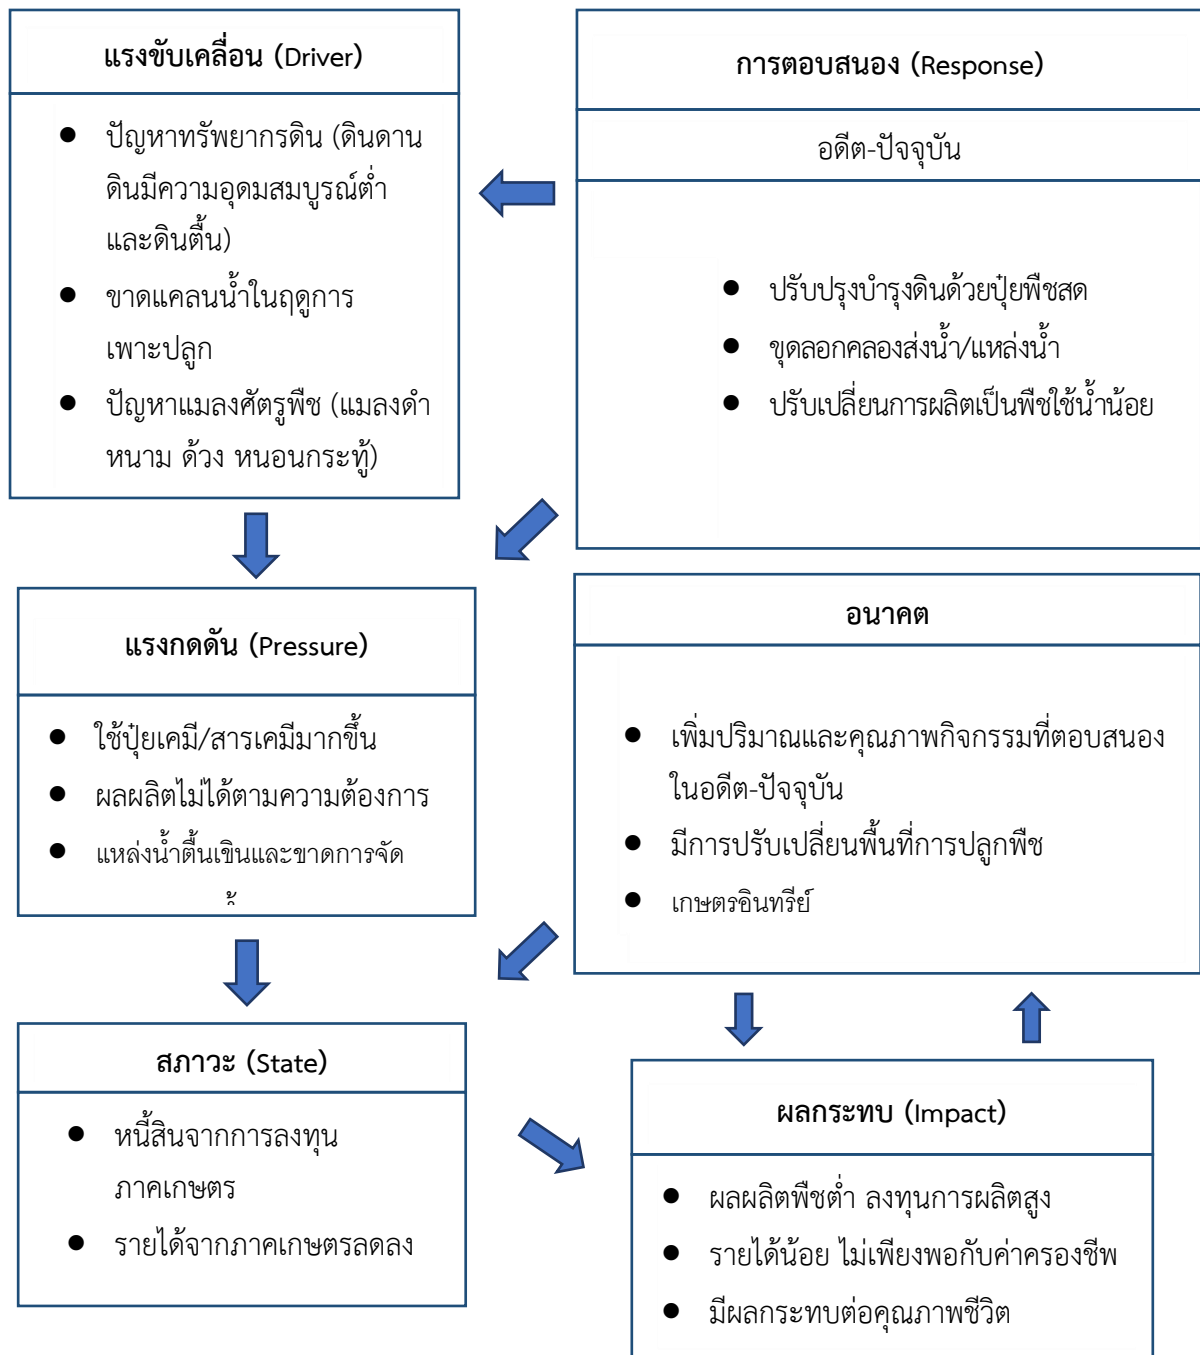 แรงขับเคลื่อน (Driver)
● ปัญหาทรัพยากรดิน (ดินดาน
ดินมีความอุดมสมบูรณ์ต่ำ
และดินตื้น)
● ขาดแคลนน้ำในฤดูการ
เพาะปลูก
● ปัญหาแมลงศัตรูพืช (แมลงดำ
หนาม ด้วง หนอนกระทู้)
การตอบสนอง (Response)
อดีต-ปัจจุบัน
● ปรับปรุงบำรุงดินด้วยปุ๋ยพืชสด
● ขุดลอกคลองส่งน้ำ/แหล่งน้ำ
● ปรับเปลี่ยนการผลิตเป็นพืชใช้น้ำน้อย
แรงกดดัน (Pressure)
● ใช้ปุ๋ยเคมี/สารเคมีมากขึ้น
● ผลผลิตไม่ได้ตามความต้องการ
● แหล่งน้ำตื้นเขินและขาดการจัด
อนาคต
● เพิ่มปริมาณและคุณภาพกิจกรรมที่ตอบสนอง
ในอดีต-ปัจจุบัน
● มีการปรับเปลี่ยนพื้นที่การปลูกพืช
● เกษตรอินทรีย์
สภาวะ (State)
● หนี้สินจากการลงทุน
ภาคเกษตร
● รายได้จากภาคเกษตรลดลง
ผลกระทบ (Impact)
● ผลผลิตพืชต่ำ ลงทุนการผลิตสูง
● รายได้น้อย ไม่เพียงพอกับค่าครองชีพ
● มีผลกระทบต่อคุณภาพชีวิต